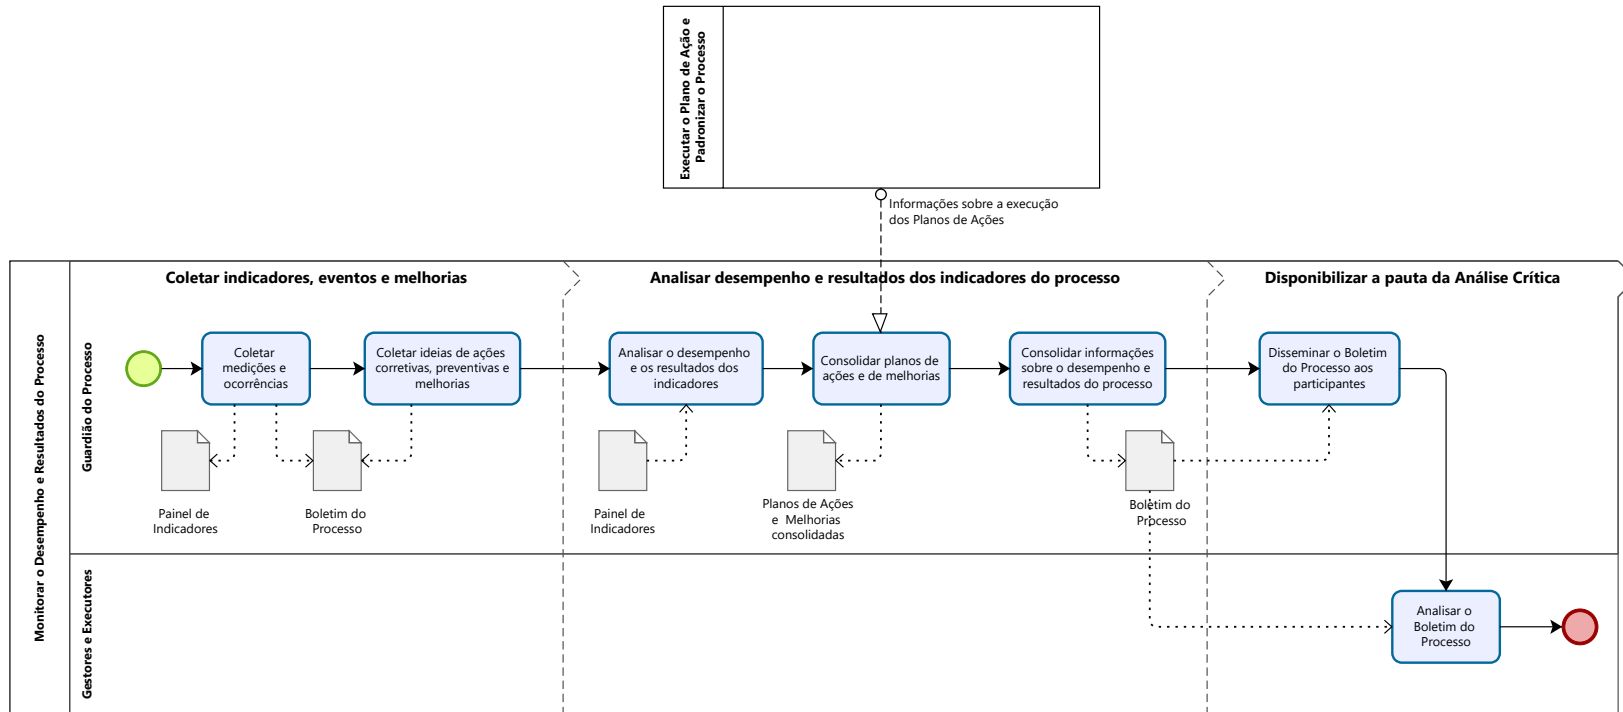 Executar o Plano de Ação e
Padronizar o Processo
Informações sobre a execução
dos Planos de Ações
Monitorar o Desempenho e Resultados do Processo
Guardião do Processo
Coletar indicadores, eventos e melhorias
Analisar desempenho e resultados dos indicadores do processo
Disponibilizar a pauta da Análise Crítica
Coletar
medições e
ocorrências
Coletar ideias de ações
corretivas, preventivas e
melhorias
Analisar o desempenho
e os resultados dos
indicadores
Consolidar planos de
ações e de melhorias
Consolidar informações
sobre o desempenho e
resultados do processo
Disseminar o Boletim
do Processo aos
participantes
Painel de
Indicadores
Boletim do
Processo
Painel de
Indicadores
Planos de Ações
e Melhorias
consolidadas
Boletim do
Processo
Gestores e Executores
Analisar o
Boletim do
Processo